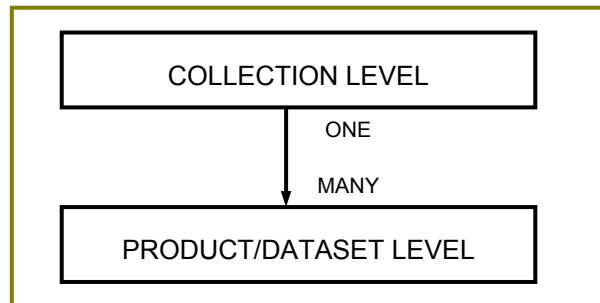 COLLECTION LEVEL
ONE
MANY
PRODUCT/DATASET LEVEL